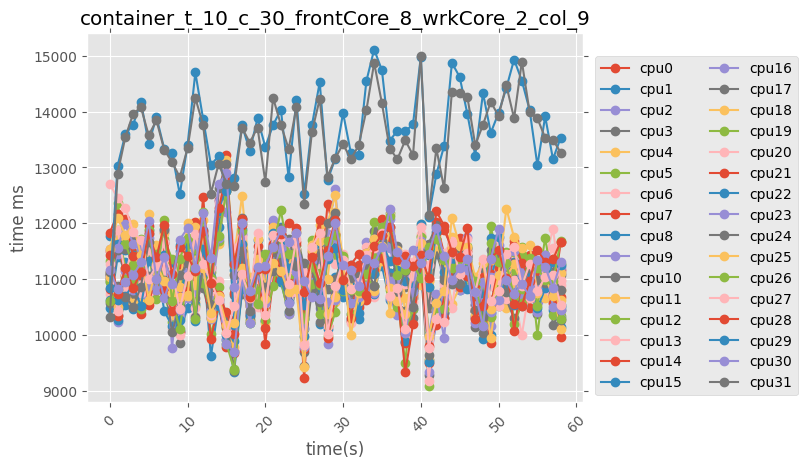 container_t_10_c_30_frontCore_8_wrkCore_2_col_9
time ms
15000
14000
13000
12000
11000
10000
9000
0
10
20
30
40
50
60
time(s)
cpu0
cpu1
cpu2
cpu3
cpu4
cpu5
cpu6
cpu7
cpu8
cpu9
cpu10
cpu11
cpu12
cpu13
cpu14
cpu15
cpu16
cpu17
cpu18
cpu19
cpu20
cpu21
cpu22
cpu23
cpu24
cpu25
cpu26
cpu27
cpu28
cpu29
cpu30
cpu31